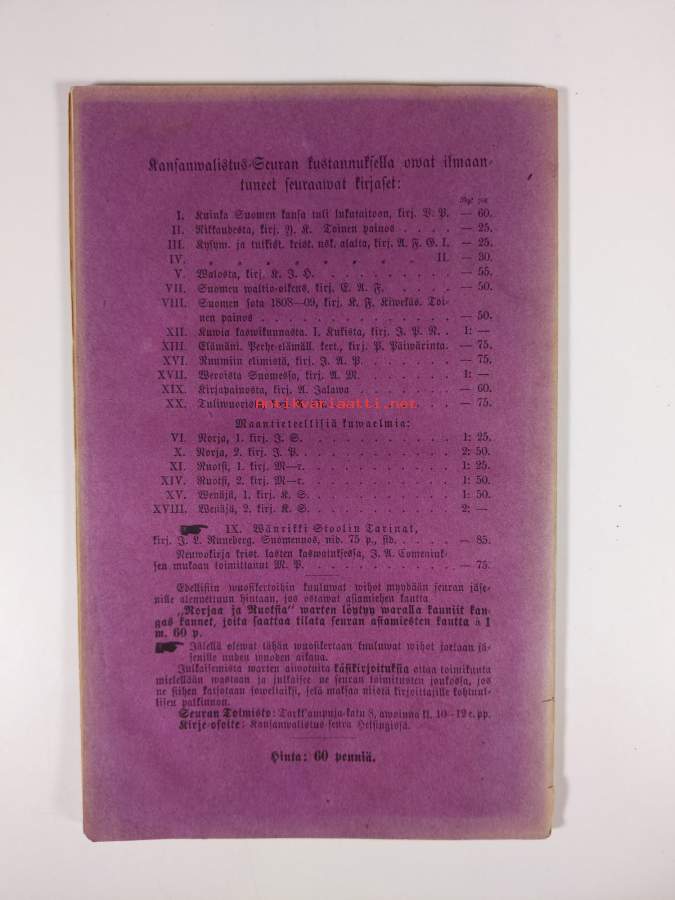 Kansanwalistus-Seuran kustannuksella owat ilmaan-
tuneet seuraawat kirjaset:
I. Kuinka Suomen kansa tuli lukutaitoon, kirj. B. P. — 60.
II. Rikkaudesta, kirj. Y. K. Toinen painos . . . . — 25.
III. Kysym. ja tutkist. krist. usk. alalta, kirj. A. F. G. I. — 25.
IV. „ „ „ „ „ „ „ II. — 30.
V. Walosta, kirj. K. J. H. . . . . . . . . . . — 55.
VII. Suomen waltio-oikeus, kirj. E. A. F. . . . . . — 50.
VIII. Suomen sota 1808—09, kirj. K. F. Kiwekäs. Toi-
nen painos . . . . . . . . . . . . . — 50.
XII. Kuwia kaswikunnasta. I. Kukista, kirj. J. P. N. . 1: —
XIII. Elämäni. Perhe-elämäll. kert., kirj. P. Päiwärinta. — 75.
XVI. Ruumiin elimistä, kirj. J. A. P. . . . . . . . — 75.
XVII. Weroista Suomessa, kirj. A. M. . . . . . . . 1: —
XIX. Kirjapainosta, kirj. A. Jalawa . . . . . . . . — 60.
XX. Tuliwuorista, — 75.
antikvariaatti.net
Maantieteellisiä kuwaelmia:
VI. Norja, 1. kirj. J. S. . . . . . . . . . . . 1: 25.
X. Norja, 2. kirj. J. P. . . . . . . . . . . . 2: 50.
XI. Ruotsi, 1. kirj. M—r. . . . . . . . . . . . 1: 25.
XIV. Ruotsi, 2. kirj. M—r. . . . . . . . . . . . 1: 50.
XV. Wenäjä, 1. kirj. K. S. . . . . . . . . . . . 1: 50.
XVIII. Wenäjä, 2. kirj. K. S. . . . . . . . . . . . 2: —
IX. Wänrikki Stoolin Tarinat,
kirj. J. L. Runeberg. Suomennos, nid. 75 p., sid. . . — 85.
Neuwokirja krist. lasten kaswatuksessa, J. A. Comeniuk-
sen mukaan toimittanut M. P. . . . . . . . . . — 75.
Edellisiin wuosikertoihin kuuluwat wihot myydään seuran jäse-
nille alennettuun hintaan, jos ostawat asiamiehen kautta.
„Norjaa ja Ruotsia“ warten löytyy waralla kauniit kan-
gas kannet, joita saattaa tilata seuran asiamiesten kautta à 1
m. 60 p.
Jälellä olewat tähän wuosikertaan kuuluwat wihot jaetaan jä-
senille uuden wuoden aikana.
Julkaisemista warten aiwotuita käsikirjoituksia ottaa toimikunta
mielellään wastaan ja julkaisee ne seuran toimitusten joukossa, jos
ne siihen katsotaan soweliaiksi, sekä maksaa niistä kirjoittajille kohtuul-
lisen palkinnon.
Seuran Toimisto: Tarkk'ampuja-katu 8, awoinna kl. 10—12 e. pp.
Kirje-osoite: Kansanwalistus-seura Helsingissä.
Hinta: 60 penniä.